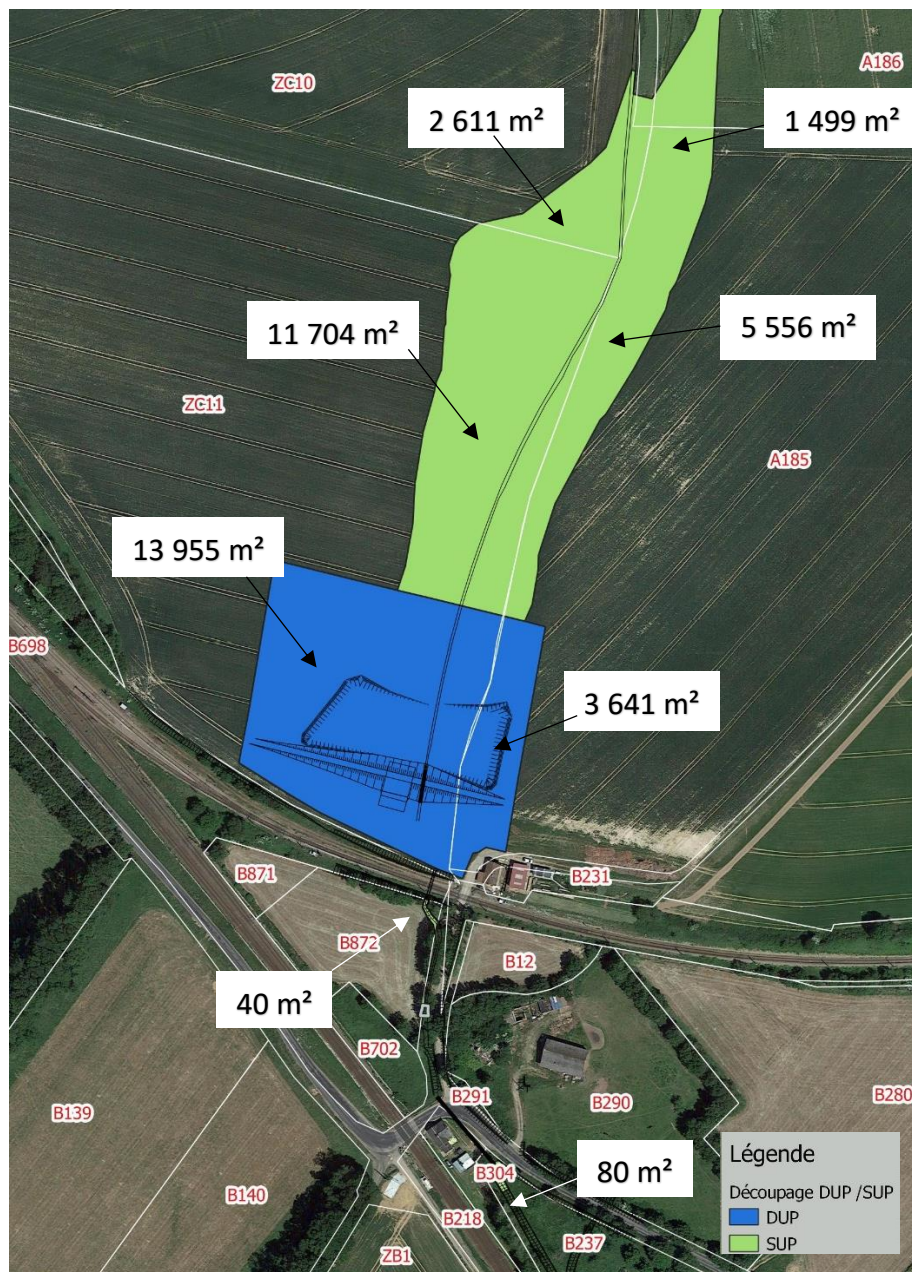 ZC10
A186
2 611 m²
1 499 m²
11 704 m²
5 556 m²
ZC11
A185
13 955 m²
B698
3 641 m²
B871
B231
B872
B12
40 m²
B702
B291
B290
B280
B139
Légende
B304
80 m²
Découpage DUP /SUP
B140
B218
DUP
B237
SUP
ZB1